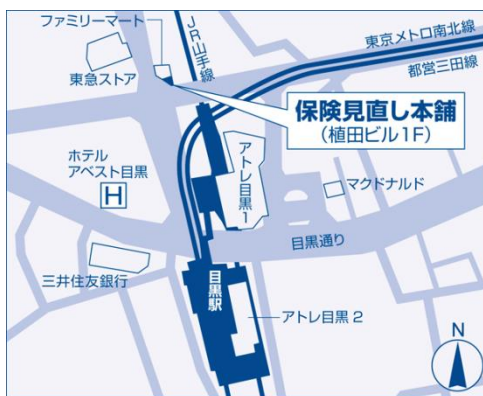 ファミリーマート
JR山手線
東京メトロ南北線
都営三田線
東急ストア
保険見直し本舗
(植田ビル1F)
ホテル
アベスト目黒
H
アトレ目黒1
マクドナルド
目黒通り
三井住友銀行
目黒駅
アトレ目黒2
N